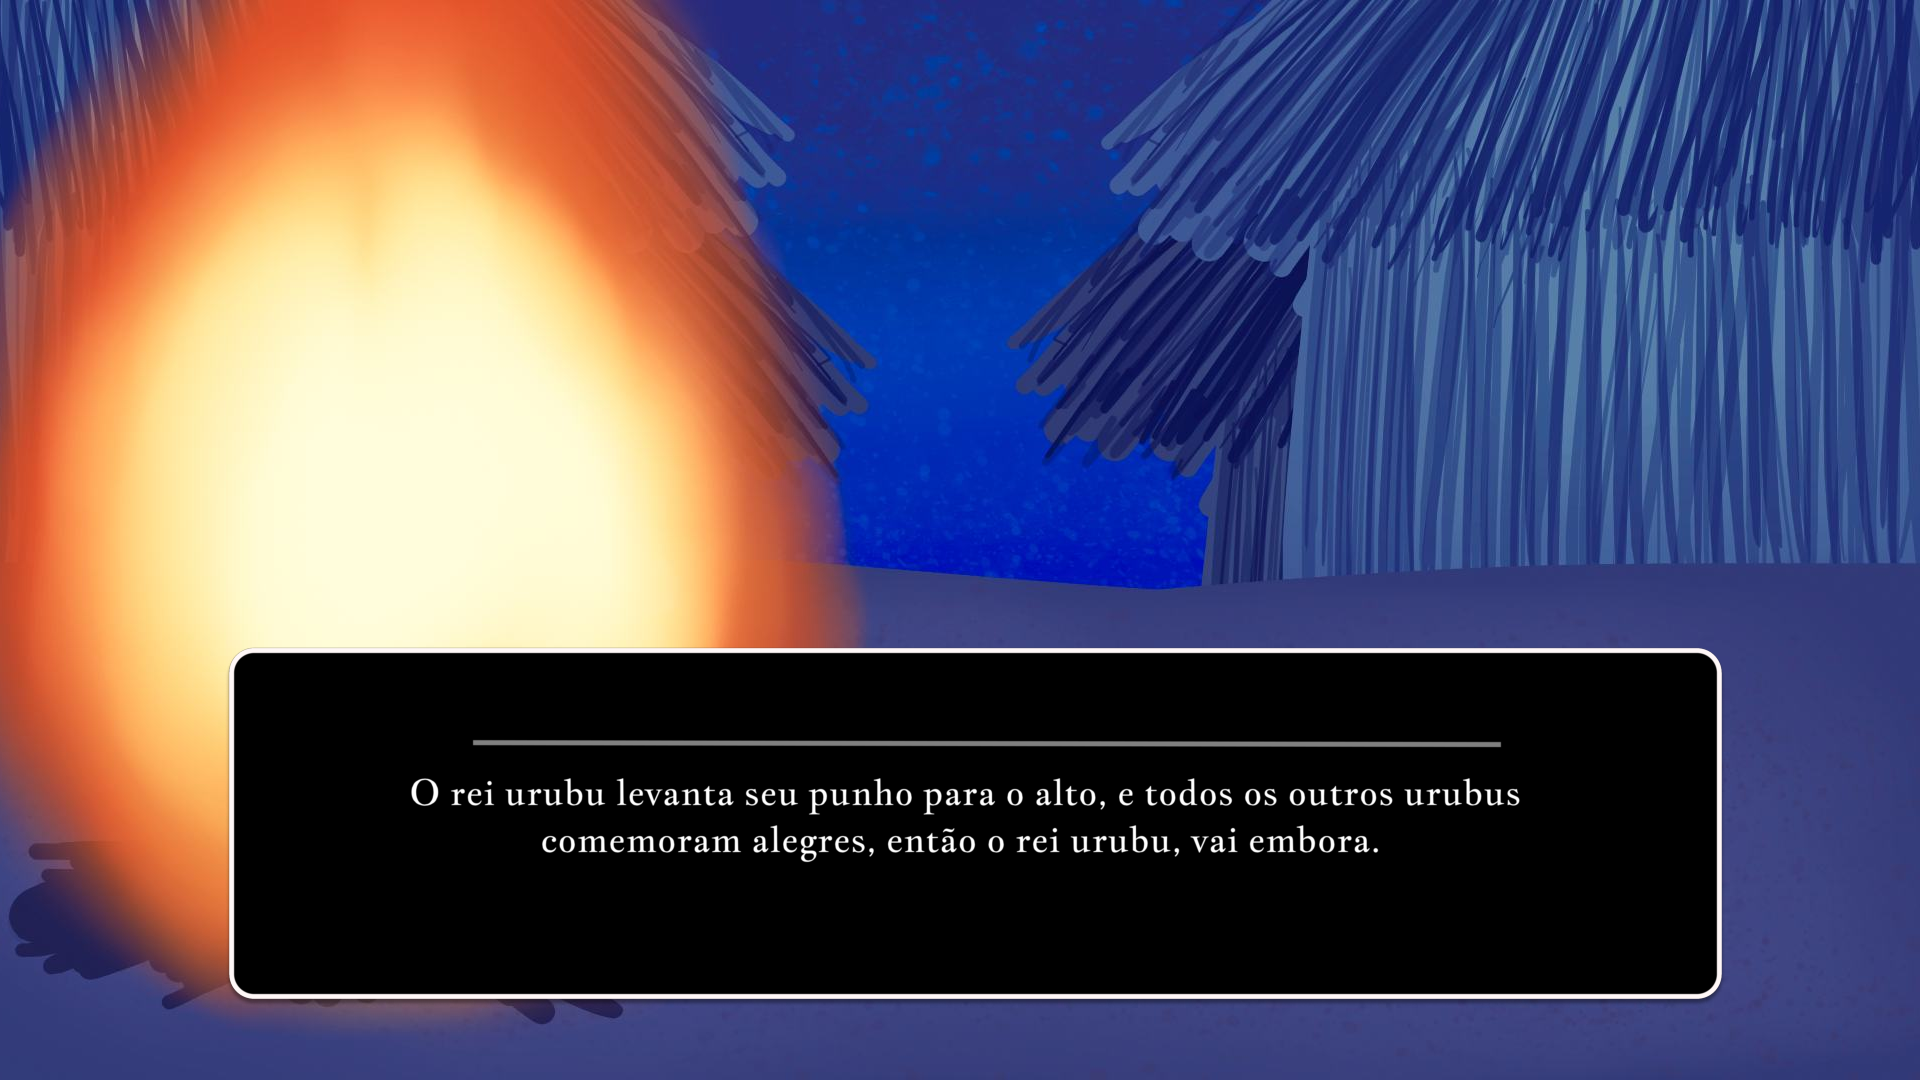 O rei urubu levanta seu punho para o alto, e todos os outros urubus
comemoram alegres, então o rei urubu, vai embora.